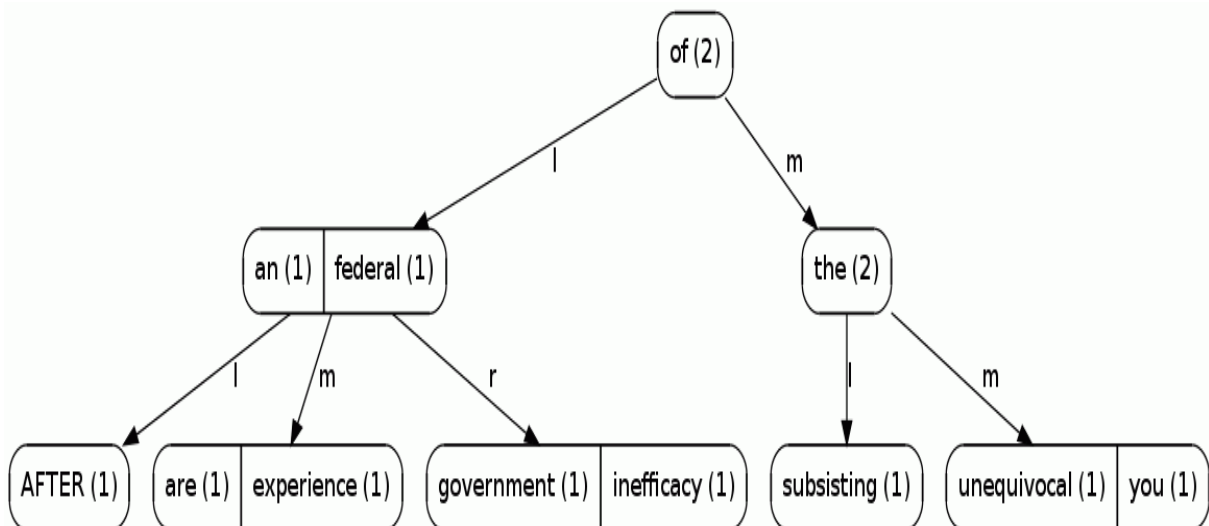 of (2)
l
m
an (1) federal (1)
the (2)
l
m
r
l
m
AFTER (1)
are (1) experience (1)
government (1) inefficacy (1)
subsisting (1)
unequivocal (1) you (1)